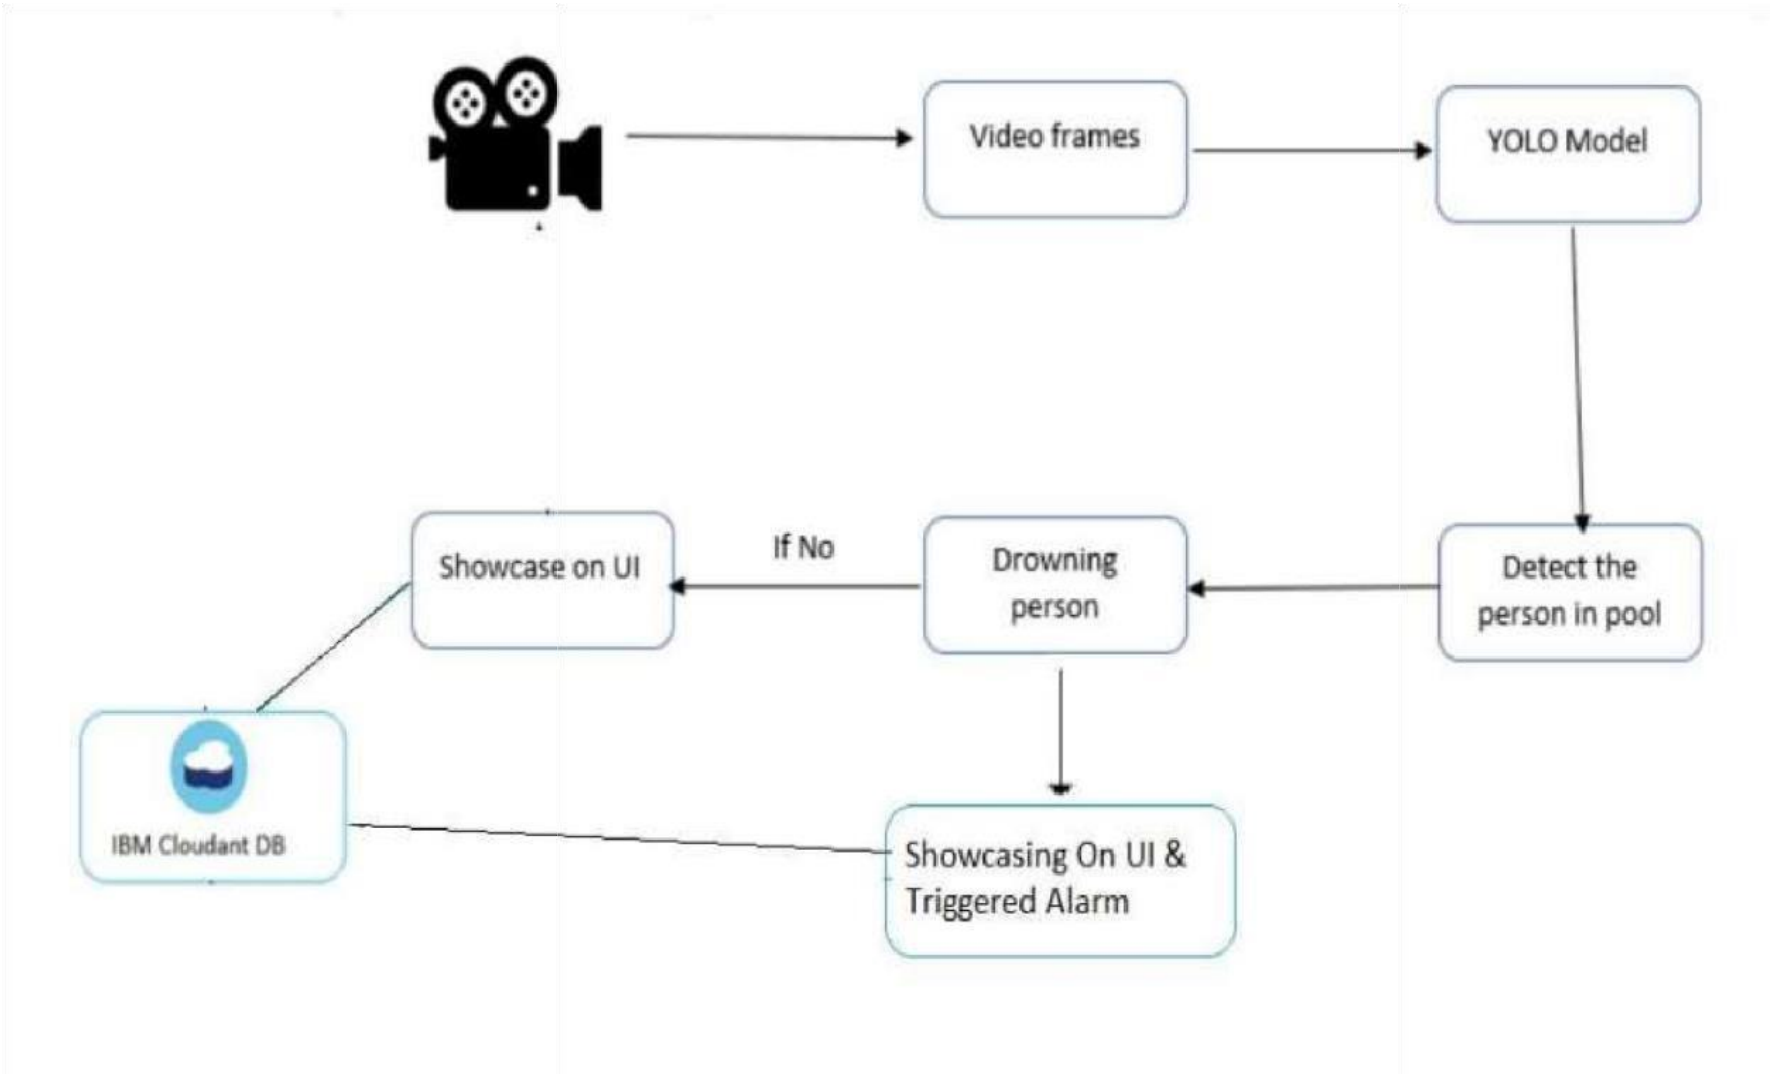 Video frames
YOLO Model
Showcase on UI
If No
Drowning
person
Detect the
person in pool
IBM Cloudant DB
Showcasing On UI &
Triggered Alarm